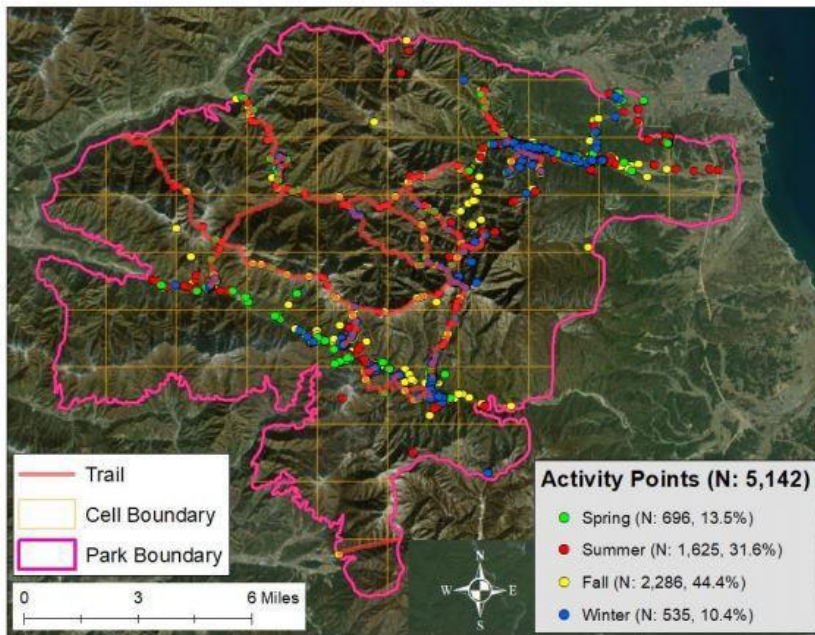 Trail
Cell Boundary
Park Boundary
0 3 6 Miles
N
W E
S
Activity Points (N: 5,142)
Spring (N: 696, 13.5%)
Summer (N: 1,625, 31.6%)
Fall (N: 2,286, 44.4%)
Winter (N: 535, 10.4%)